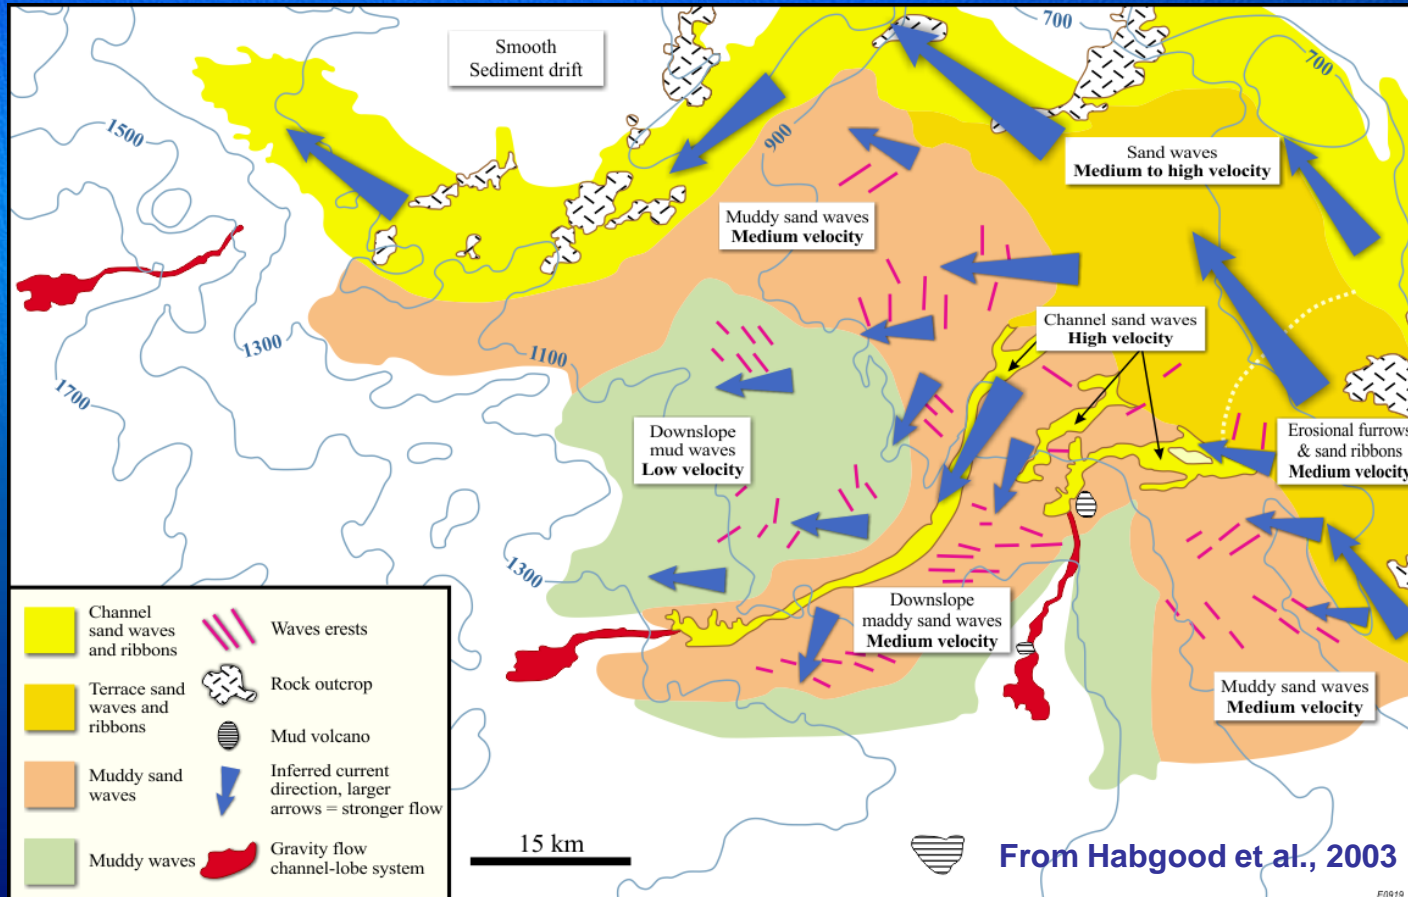 700
700
Smooth
Sediment drift
1500
900
Sand waves
Medium to high velocity
Muddy sand waves
Medium velocity
Channel sand waves
High velocity
1300
1100
1700
Downslope
mud waves
Low velocity
Erosional furrows
& sand ribbons
Medium velocity
1300
Downslope
maddy sand waves
Medium velocity
Muddy sand waves
Medium velocity
Channel
sand waves
and ribbons
Terrace sand
waves and
ribbons
Muddy sand
waves
Muddy waves
Waves erests
Rock outcrop
Mud volcano
Inferred current
direction, larger
arrows = stronger flow
Gravity flow
channel-lobe system
15 km
From Habgood et al., 2003
E0919